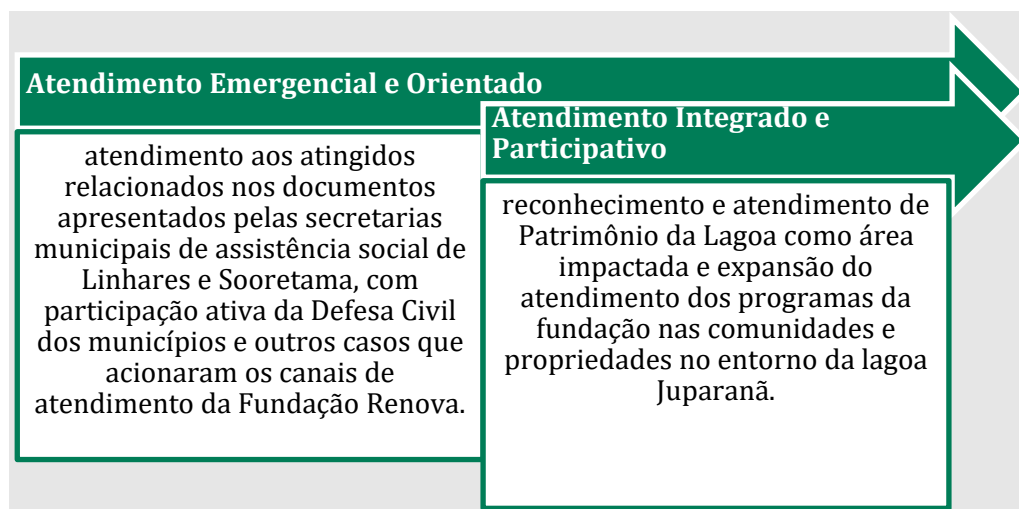 Atendimento Emergencial e Orientado
atendimento aos atingidos
relacionados nos documentos
apresentados pelas secretarias
municipais de assistência social de
Linhares e Sooretama, com
participação ativa da Defesa Civil
dos municípios e outros casos que
acionaram os canais de
atendimento da Fundação Renova.
Atendimento Integrado e
Participativo
reconhecimento e atendimento de
Patrimônio da Lagoa como área
impactada e expansão do
atendimento dos programas da
fundação nas comunidades e
propriedades no entorno da lagoa
Juparanã.